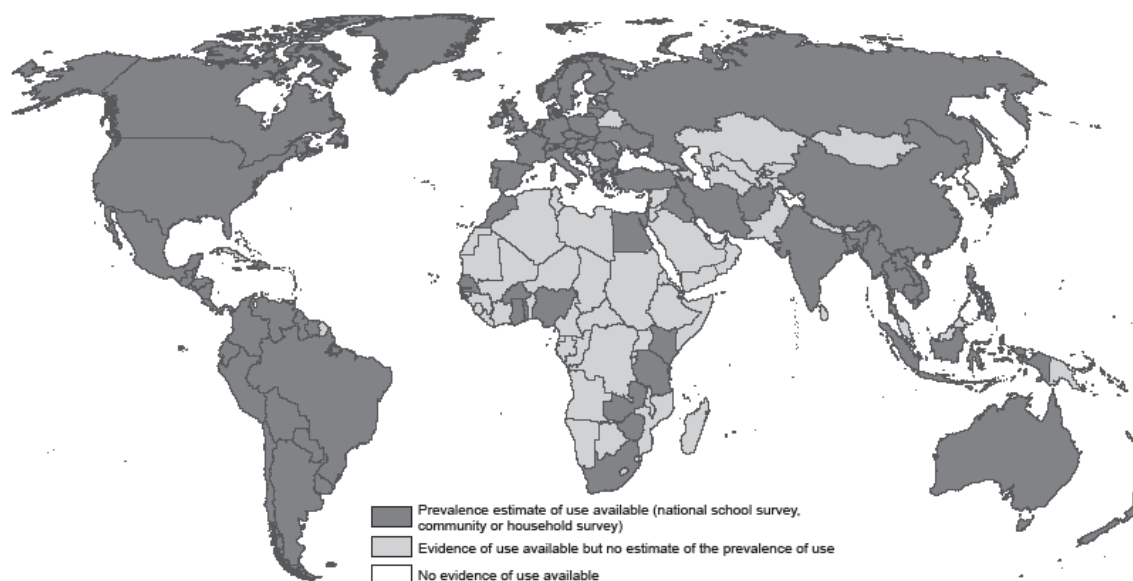 Prevalence estimate of use available (national school survey,
community or household survey)
Evidence of use available but no estimate of the prevalence of use
No evidence of use available